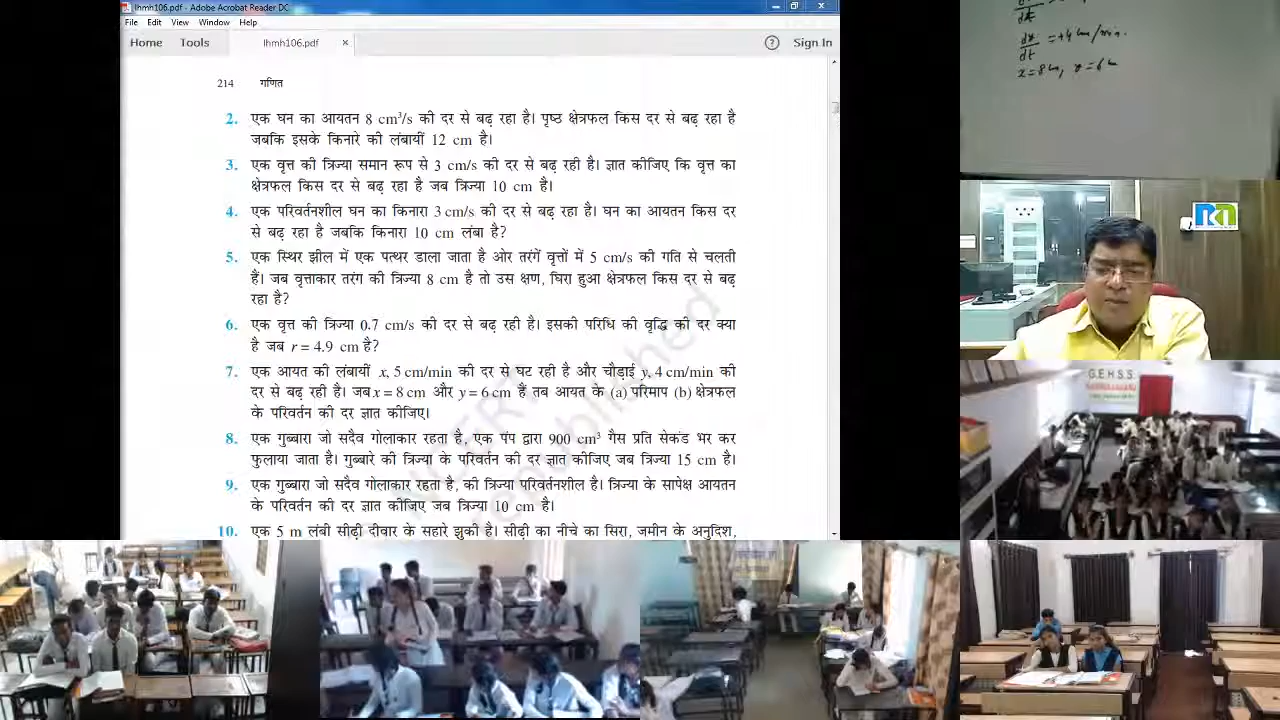 lhmh106.pdf - Adobe Acrobat Reader DC
File Edit View Window Help
Home Tools lhmh106.pdf × ? Sign In
214 गणित
2. एक घन का आयतन 8 cm³/s की दर से बढ़ रहा है। पृष्ठ क्षेत्रफल किस दर से बढ़ रहा है
जबकि इसके किनारे की लंबायीं 12 cm है।
3. एक वृत्त की त्रिज्या समान रूप से 3 cm/s की दर से बढ़ रही है। ज्ञात कीजिए कि वृत्त का
क्षेत्रफल किस दर से बढ़ रहा है जब त्रिज्या 10 cm है।
4. एक परिवर्तनशील घन का किनारा 3 cm/s की दर से बढ़ रहा है। घन का आयतन किस दर
से बढ़ रहा है जबकि किनारा 10 cm लंबा है?
5. एक स्थिर झील में एक पत्थर डाला जाता है ओर तरंगें वृत्तों में 5 cm/s की गति से चलती
हैं। जब वृत्ताकार तरंग की त्रिज्या 8 cm है तो उस क्षण, घिरा हुआ क्षेत्रफल किस दर से बढ़
रहा है?
6. एक वृत्त की त्रिज्या 0.7 cm/s की दर से बढ़ रही है। इसकी परिधि की वृद्धि की दर क्या
है जब r = 4.9 cm है?
7. एक आयत की लंबायीं x, 5 cm/min की दर से घट रही है और चौड़ाई y, 4 cm/min की
दर से बढ़ रही है। जब x = 8 cm और y = 6 cm हैं तब आयत के (a) परिमाप (b) क्षेत्रफल
के परिवर्तन की दर ज्ञात कीजिए।
8. एक गुब्बारा जो सदैव गोलाकार रहता है, एक पंप द्वारा 900 cm³ गैस प्रति सेकंड भर कर
फुलाया जाता है। गुब्बारे की त्रिज्या के परिवर्तन की दर ज्ञात कीजिए जब त्रिज्या 15 cm है।
9. एक गुब्बारा जो सदैव गोलाकार रहता है, की त्रिज्या परिवर्तनशील है। त्रिज्या के सापेक्ष आयतन
के परिवर्तन की दर ज्ञात कीजिए जब त्रिज्या 10 cm है।
10. एक 5 m लंबी सीढ़ी दीवार के सहारे झुकी है। सीढ़ी का नीचे का सिरा, जमीन के अनुदिश,
published
= +4 cm/min.
x = 8 cm, y = 6 cm
G.E.H.S.S.